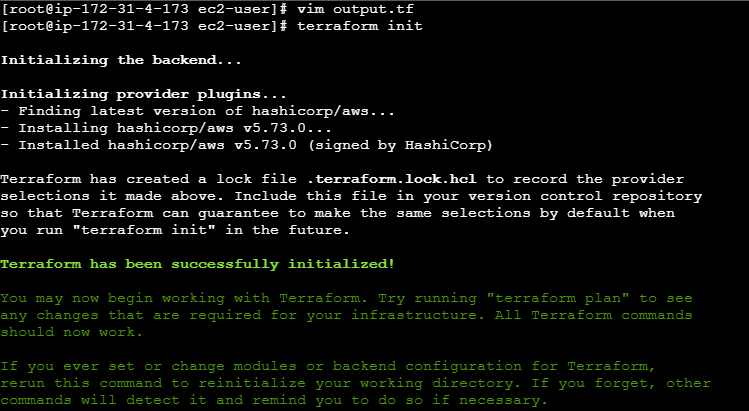 [root@ip-172-31-4-173 ec2-user]# vim output.tf
[root@ip-172-31-4-173 ec2-user]# terraform init
Initializing the backend...
Initializing provider plugins...
- Finding latest version of hashicorp/aws...
- Installing hashicorp/aws v5.73.0...
- Installed hashicorp/aws v5.73.0 (signed by HashiCorp)
Terraform has created a lock file .terraform.lock.hcl to record the provider
selections it made above. Include this file in your version control repository
so that Terraform can guarantee to make the same selections by default when
you run "terraform init" in the future.
Terraform has been successfully initialized!
You may now begin working with Terraform. Try running "terraform plan" to see
any changes that are required for your infrastructure. All Terraform commands
should now work.
If you ever set or change modules or backend configuration for Terraform,
rerun this command to reinitialize your working directory. If you forget, other
commands will detect it and remind you to do so if necessary.